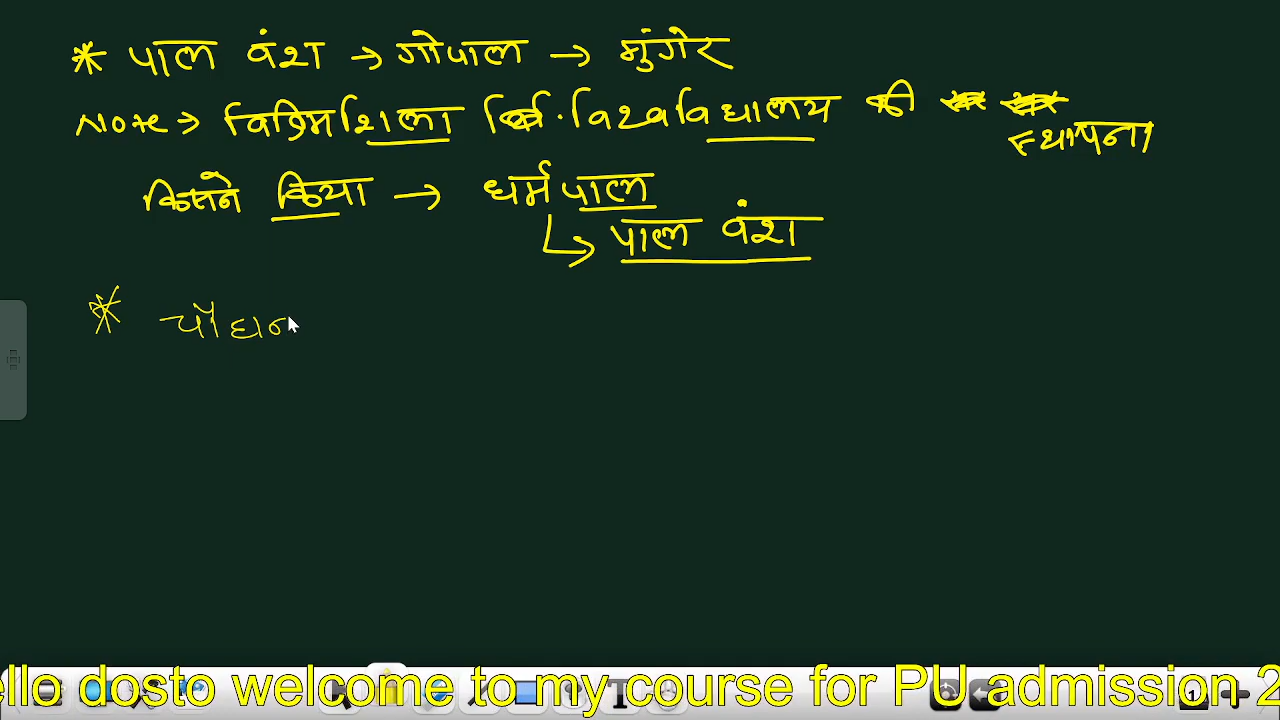 * पाल वंश → गोपाल → मुंगेर
Note → विक्रमशिला विश्वविद्यालय की
स्थापना
किसने किया → धर्मपाल
↳ पाल वंश
* चौहान
ello dosto welcome to my course for PU admission 2